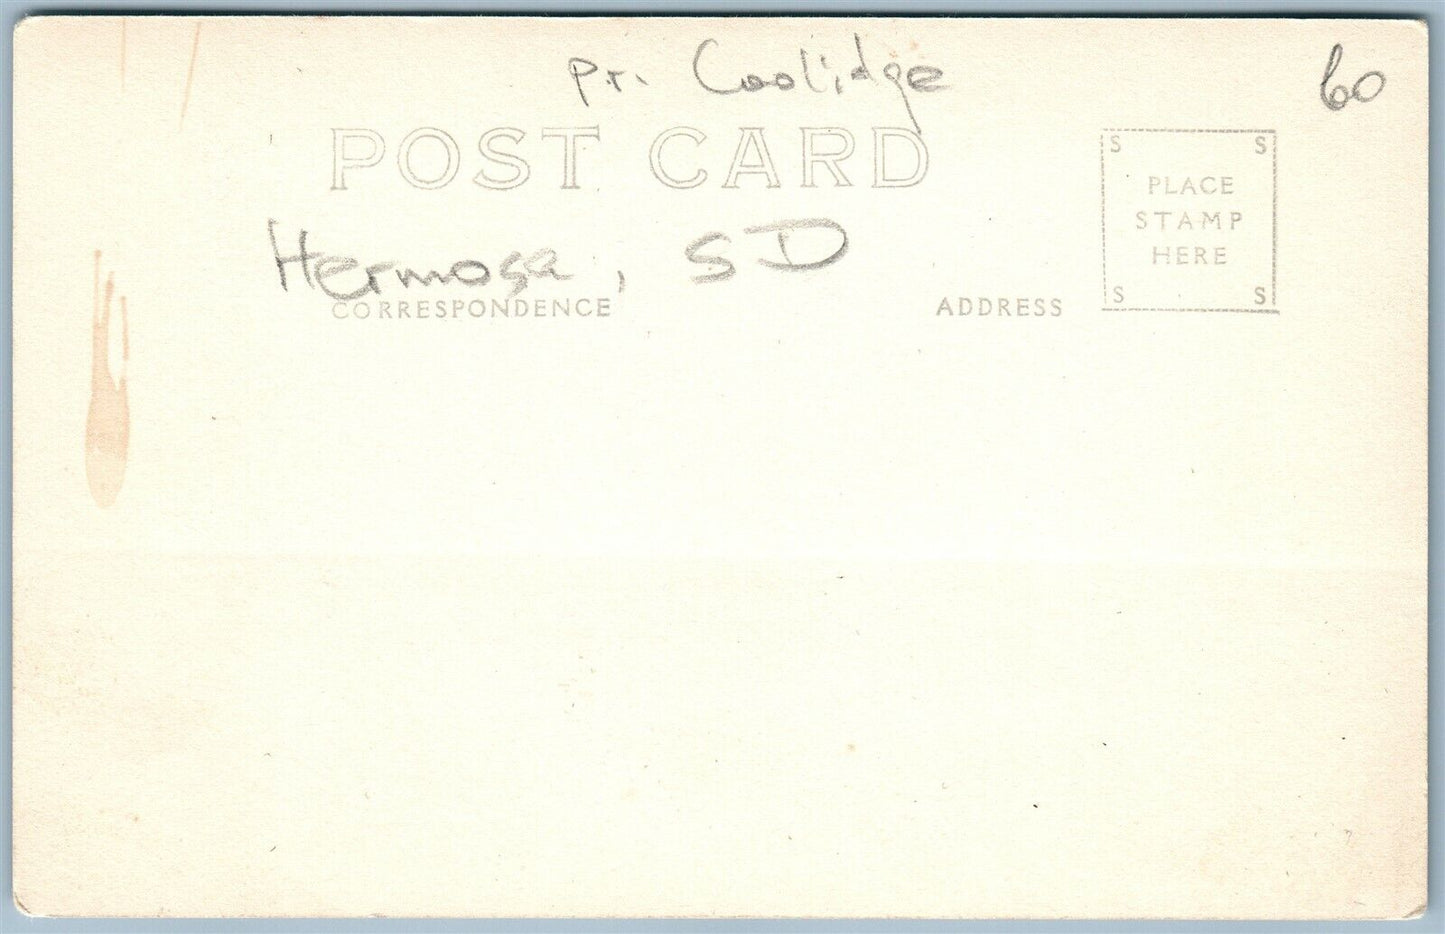 pr. Coolidge
60
POST CARD
S S
PLACE
STAMP
HERE
S S
Hermosa, SD
CORRESPONDENCE
ADDRESS